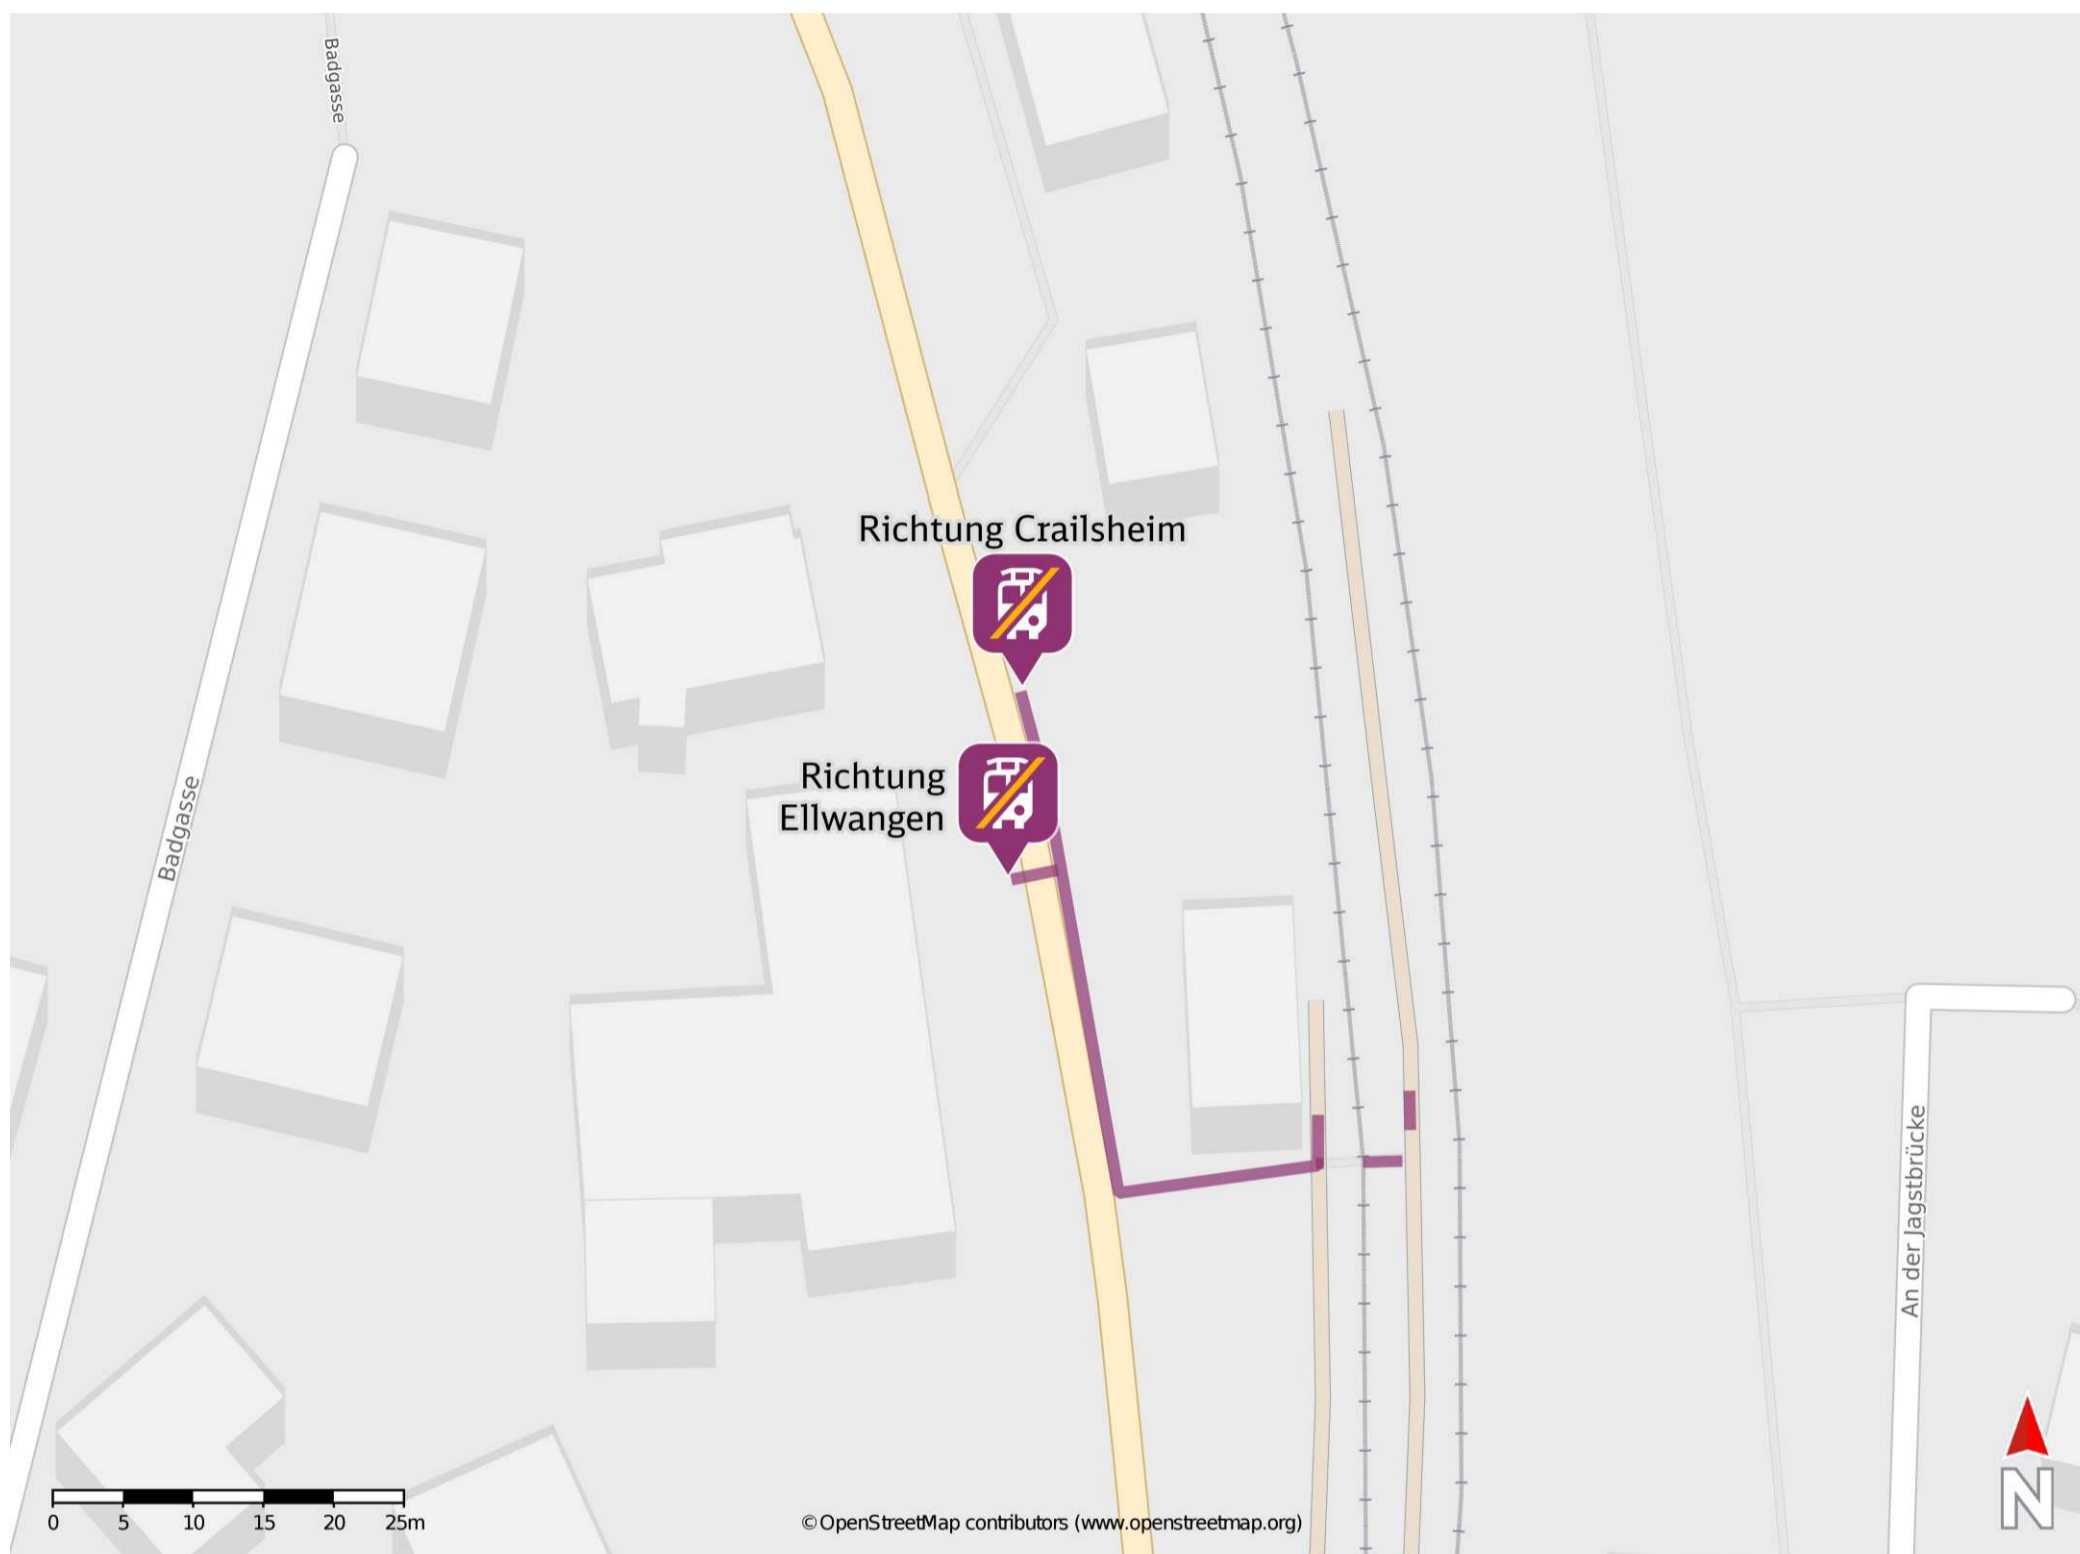 Badgasse
Richtung Crailsheim
Richtung
Ellwangen
Badgasse
An der Jagstbrücke
0 5 10 15 20 25m
© OpenStreetMap contributors (www.openstreetmap.org)
N